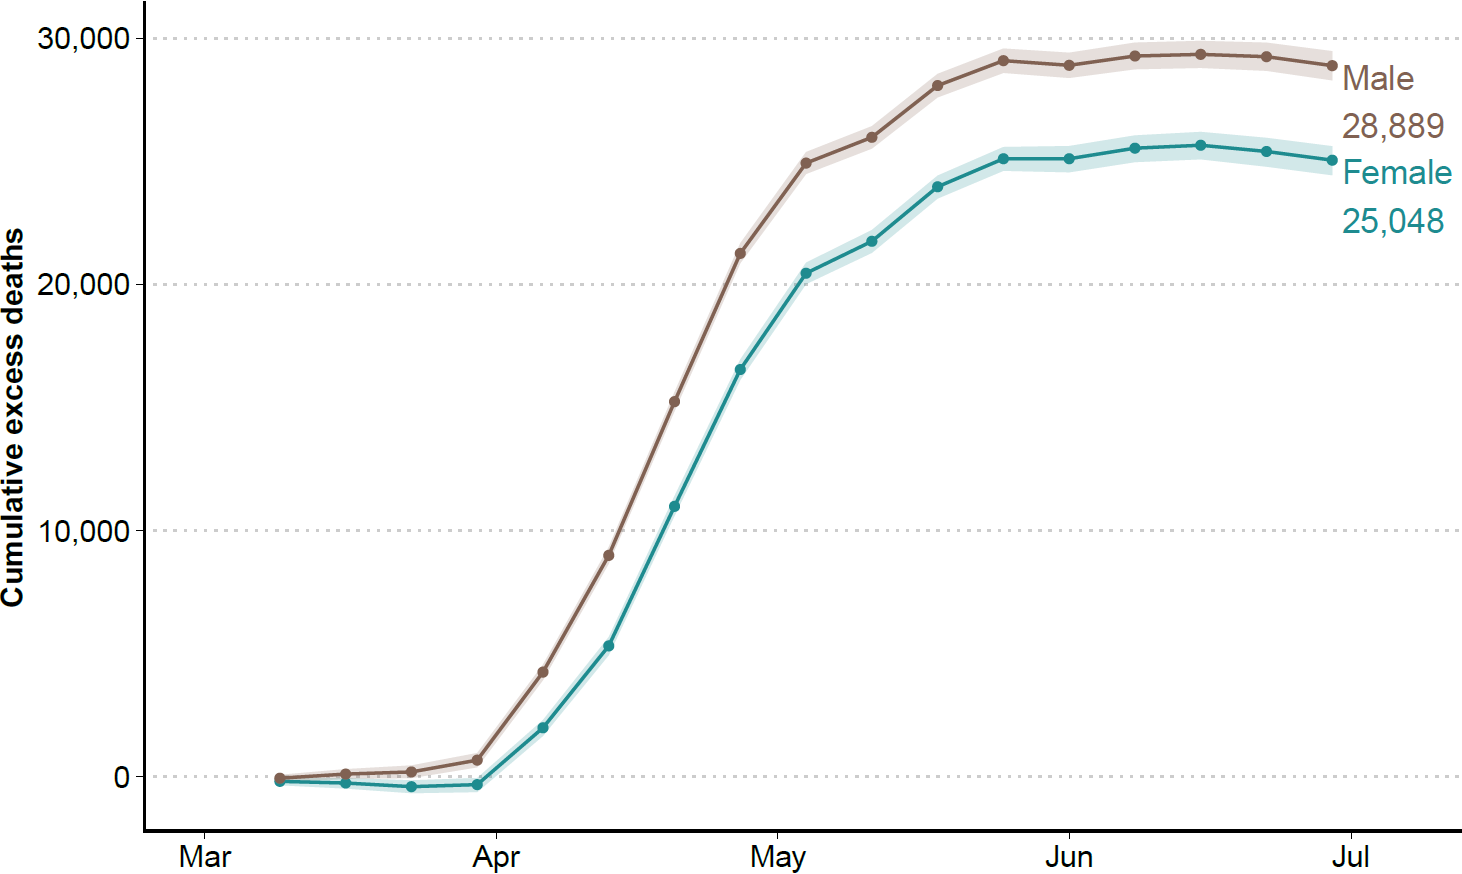 30,000
20,000
10,000
0
Cumulative excess deaths
Male
28,889
Female
25,048
Mar Apr May Jun Jul